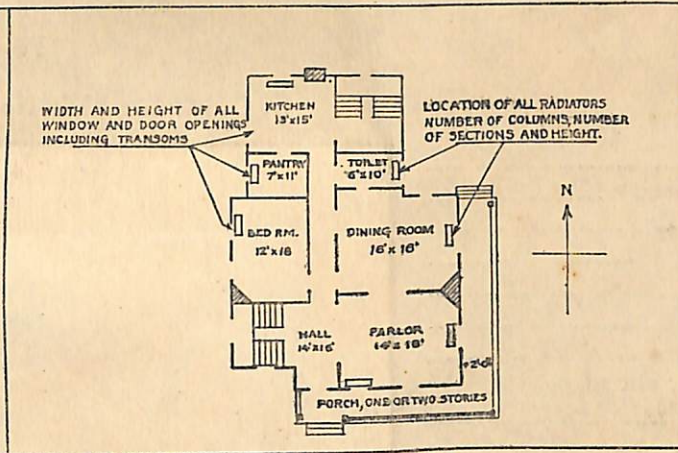 WIDTH AND HEIGHT OF ALL
WINDOW AND DOOR OPENINGS
INCLUDING TRANSOMS
LOCATION OF ALL RADIATORS
NUMBER OF COLUMNS, NUMBER
OF SECTIONS AND HEIGHT.
KITCHEN
13'x15'
PANTRY
7'x11'
TOILET
6'x10'
BED RM.
12'x18
DINING ROOM
16'x16'
N
HALL
14'x16'
PARLOR
14'x18'
PORCH, ONE OR TWO STORIES